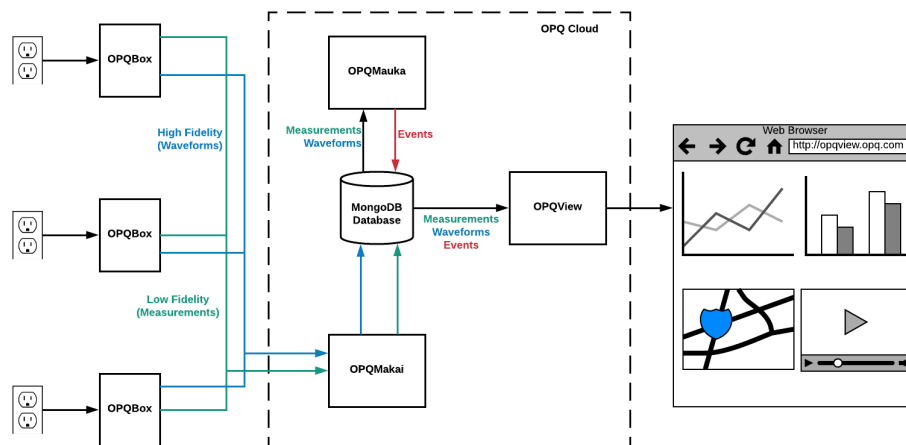 OPQ Cloud
OPQBox
OPQMauka
High Fidelity
(Waveforms)
Measurements
Waveforms
Events
Web Browser
http://opqview.opq.com
OPQBox
MongoDB
Database
OPQView
Measurements
Waveforms
Events
Low Fidelity
(Measurements)
OPQMakai
OPQBox